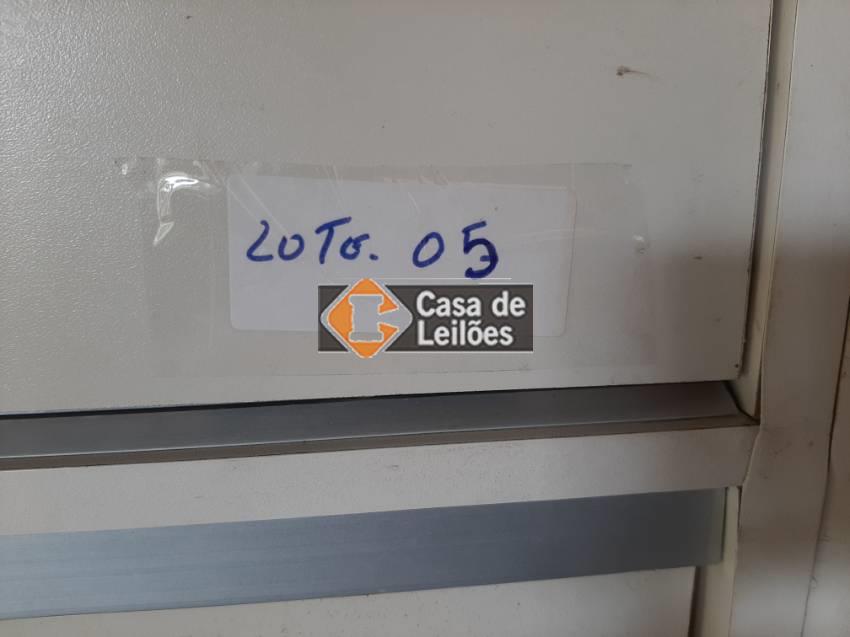 LOTE. 05
Casa de
Leilões